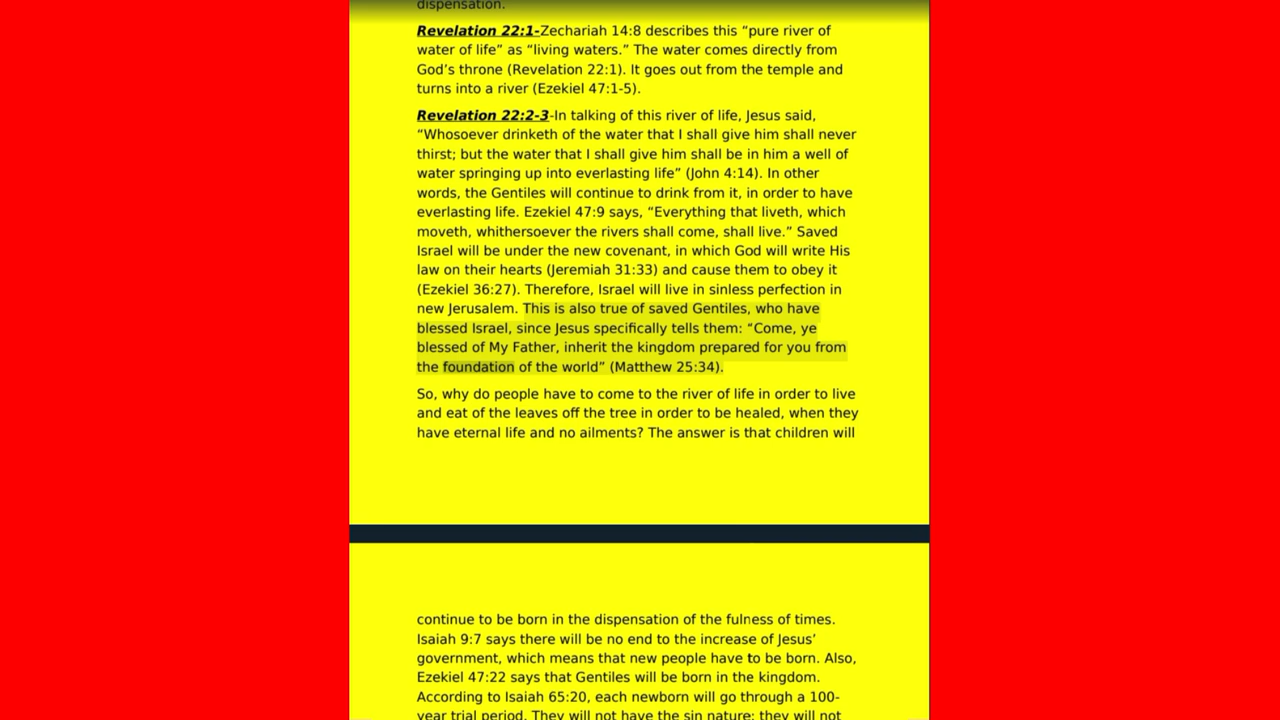 dispensation.
Revelation 22:1-Zechariah 14:8 describes this “pure river of
water of life” as “living waters.” The water comes directly from
God’s throne (Revelation 22:1). It goes out from the temple and
turns into a river (Ezekiel 47:1-5).
Revelation 22:2-3-In talking of this river of life, Jesus said,
“Whosoever drinketh of the water that I shall give him shall never
thirst; but the water that I shall give him shall be in him a well of
water springing up into everlasting life” (John 4:14). In other
words, the Gentiles will continue to drink from it, in order to have
everlasting life. Ezekiel 47:9 says, “Everything that liveth, which
moveth, whithersoever the rivers shall come, shall live.” Saved
Israel will be under the new covenant, in which God will write His
law on their hearts (Jeremiah 31:33) and cause them to obey it
(Ezekiel 36:27). Therefore, Israel will live in sinless perfection in
new Jerusalem. This is also true of saved Gentiles, who have
blessed Israel, since Jesus specifically tells them: “Come, ye
blessed of My Father, inherit the kingdom prepared for you from
the foundation of the world” (Matthew 25:34).
So, why do people have to come to the river of life in order to live
and eat of the leaves off the tree in order to be healed, when they
have eternal life and no ailments? The answer is that children will
continue to be born in the dispensation of the fulness of times.
Isaiah 9:7 says there will be no end to the increase of Jesus’
government, which means that new people have to be born. Also,
Ezekiel 47:22 says that Gentiles will be born in the kingdom.
According to Isaiah 65:20, each newborn will go through a 100-
year trial period. They will not have the sin nature; they will not